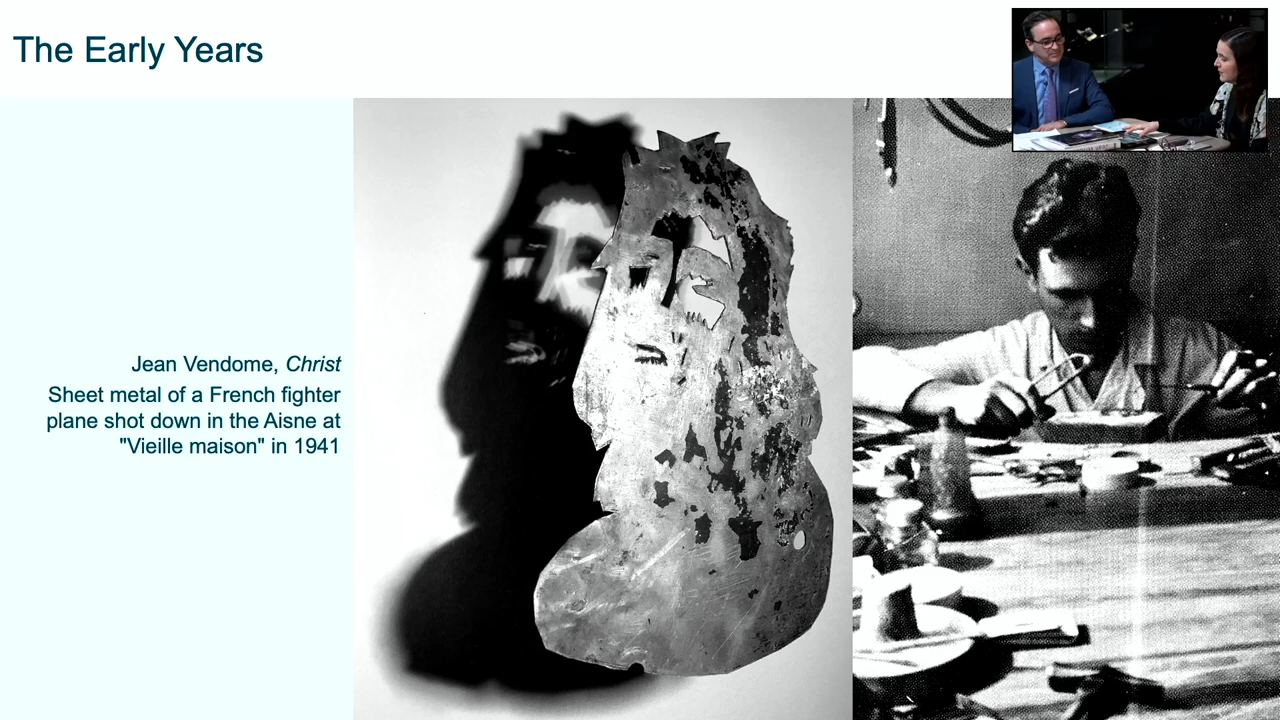 The Early Years
Jean Vendome, Christ
Sheet metal of a French fighter
plane shot down in the Aisne at
"Vieille maison" in 1941